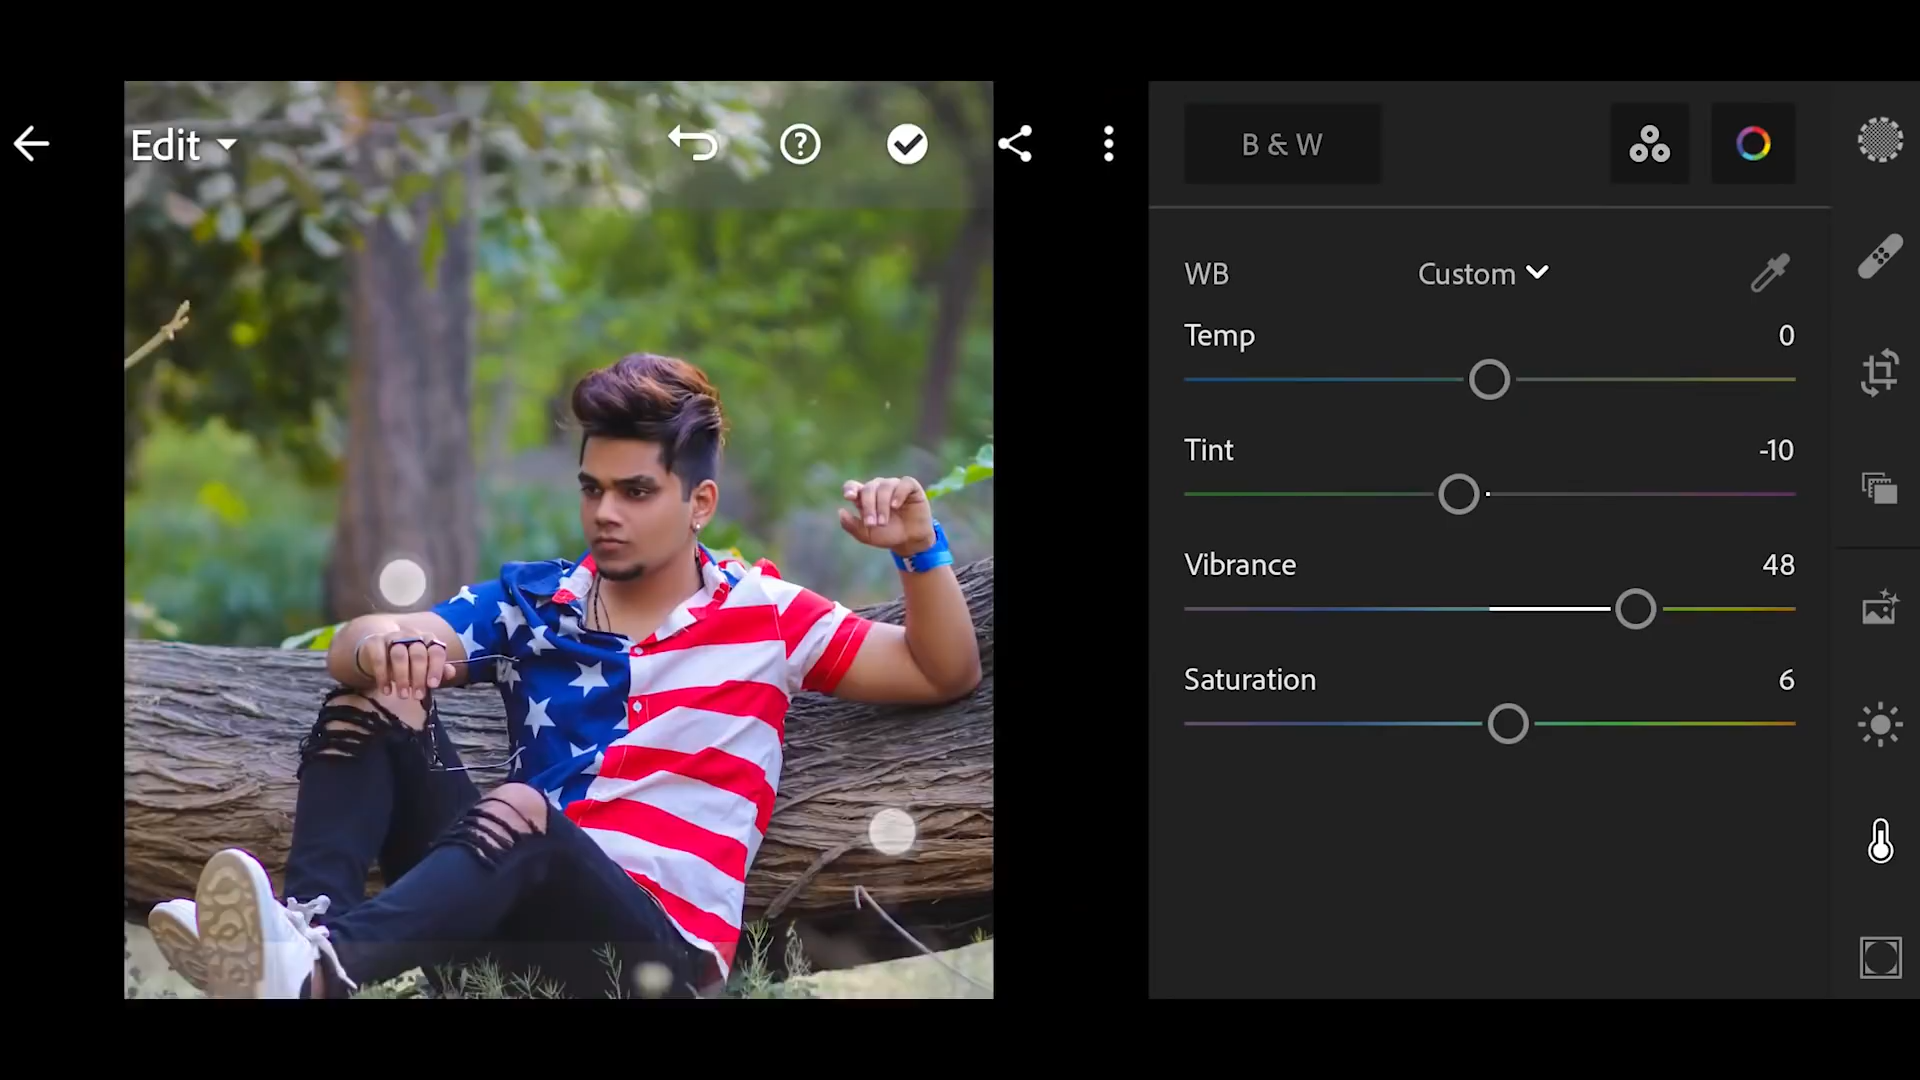 Edit
B & W
WB Custom
Temp 0
Tint -10
Vibrance 48
Saturation 6